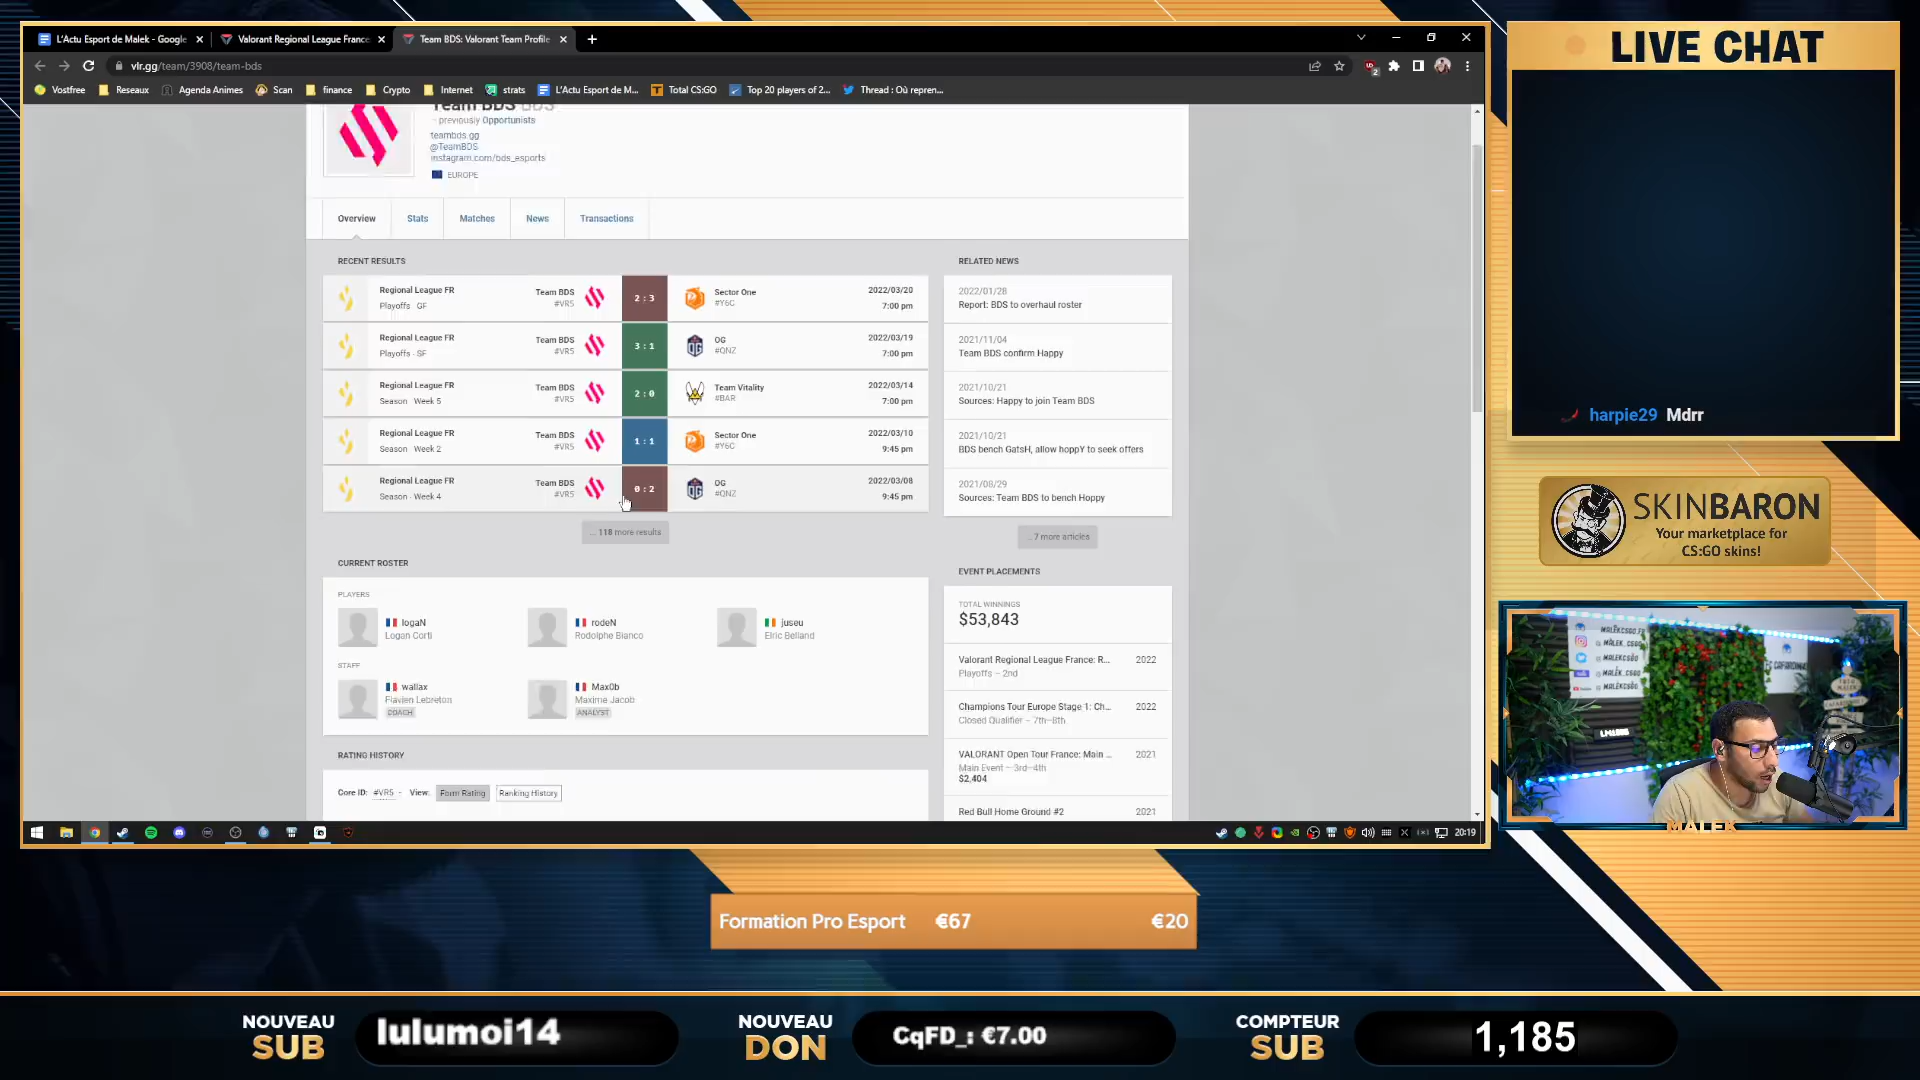 L'Actu Esport de Malek - Google
Valorant Regional League France
Team BDS: Valorant Team Profile
vlr.gg/team/3908/team-bds
Vostfree
Reseaux
Agenda Animes
Scan
finance
Crypto
Internet
strats
L'Actu Esport de M...
Total CS:GO
Top 20 players of 2...
Thread : Où repren...
Team BDS BDS
previously Opportunists
teambds.gg
@TeamBDS
instagram.com/bds_esports
EUROPE
Overview
Stats
Matches
News
Transactions
RECENT RESULTS
Regional League FR
Playoffs · GF
Team BDS
#VR5
2 : 3
Sector One
#Y6C
2022/03/20
7:00 pm
Regional League FR
Playoffs · SF
Team BDS
#VR5
3 : 1
OG
#QNZ
2022/03/19
7:00 pm
Regional League FR
Season · Week 5
Team BDS
#VR5
2 : 0
Team Vitality
#BAR
2022/03/14
7:00 pm
Regional League FR
Season · Week 2
Team BDS
#VR5
1 : 1
Sector One
#Y6C
2022/03/10
9:45 pm
Regional League FR
Season · Week 4
Team BDS
#VR5
0 : 2
OG
#QNZ
2022/03/08
9:45 pm
... 118 more results
RELATED NEWS
2022/01/28
Report: BDS to overhaul roster
2021/11/04
Team BDS confirm Happy
2021/10/21
Sources: Happy to join Team BDS
2021/10/21
BDS bench GatsH, allow hoppY to seek offers
2021/08/29
Sources: Team BDS to bench Hoppy
...7 more articles
CURRENT ROSTER
PLAYERS
logaN
Logan Corti
rodeN
Rodolphe Bianco
juseu
Elric Belland
STAFF
wallax
Flavien Lebreton
COACH
Max0b
Maxime Jacob
ANALYST
RATING HISTORY
Core ID: #VR5
View:
Form Rating
Ranking History
EVENT PLACEMENTS
TOTAL WINNINGS
$53,843
Valorant Regional League France: R...
2022
Playoffs – 2nd
Champions Tour Europe Stage 1: Ch...
2022
Closed Qualifier – 7th–8th
VALORANT Open Tour France: Main ...
2021
Main Event – 3rd–4th
$2,404
Red Bull Home Ground #2
2021
20:19
LIVE CHAT
harpie29 Mdrr
SKINBARON
Your marketplace for
CS:GO skins!
MALEK
Formation Pro Esport €67 €20
NOUVEAU
SUB
lulumoi14
NOUVEAU
DON
CqFD_: €7.00
COMPTEUR
SUB
1,185